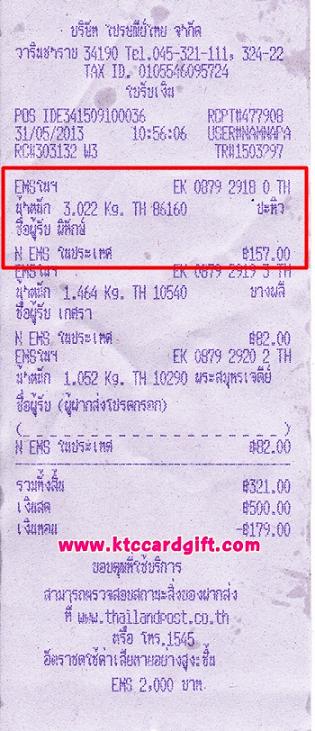 บริษัท ไปรษณีย์ไทย จำกัด
วารินชำราบ 34190 Tel.045-321-111, 324-22
TAX ID. 0105546095724
ใบรับเงิน
POS IDE341509100036 RCPT#477908
31/05/2013 10:56:06 USER#NAMNAPA
RC#303132 W3 TR#1503297
EMSในฯ EK 0879 2918 0 TH
น้ำหนัก 3.022 Kg. TH 86160 ปะทิว
ชื่อผู้รับ พิทักษ์
N EMS ในประเทศ ฿157.00
EMSในฯ EK 0879 2919 3 TH
น้ำหนัก 1.464 Kg. TH 10540 บางพลี
ชื่อผู้รับ เกศรา
N EMS ในประเทศ ฿82.00
EMSในฯ EK 0879 2920 2 TH
น้ำหนัก 1.052 Kg. TH 10290 พระสมุทรเจดีย์
ชื่อผู้รับ (ผู้ฝากส่งโปรดกรอก)
(_ _ _ _ _ _ _ _ _ _ _ _ _ _ _ _ _ _)
N EMS ในประเทศ ฿82.00
รวมทั้งสิ้น ฿321.00
เงินสด ฿500.00
เงินทอน -฿179.00
www.ktccardgift.com
ขอบคุณที่ใช้บริการ
สามารถตรวจสอบสถานะสิ่งของฝากส่ง
ที่ www.thailandpost.co.th
หรือ โทร.1545
อัตราชดใช้ค่าเสียหายอย่างสูงชิ้น
EMS 2,000 บาท.